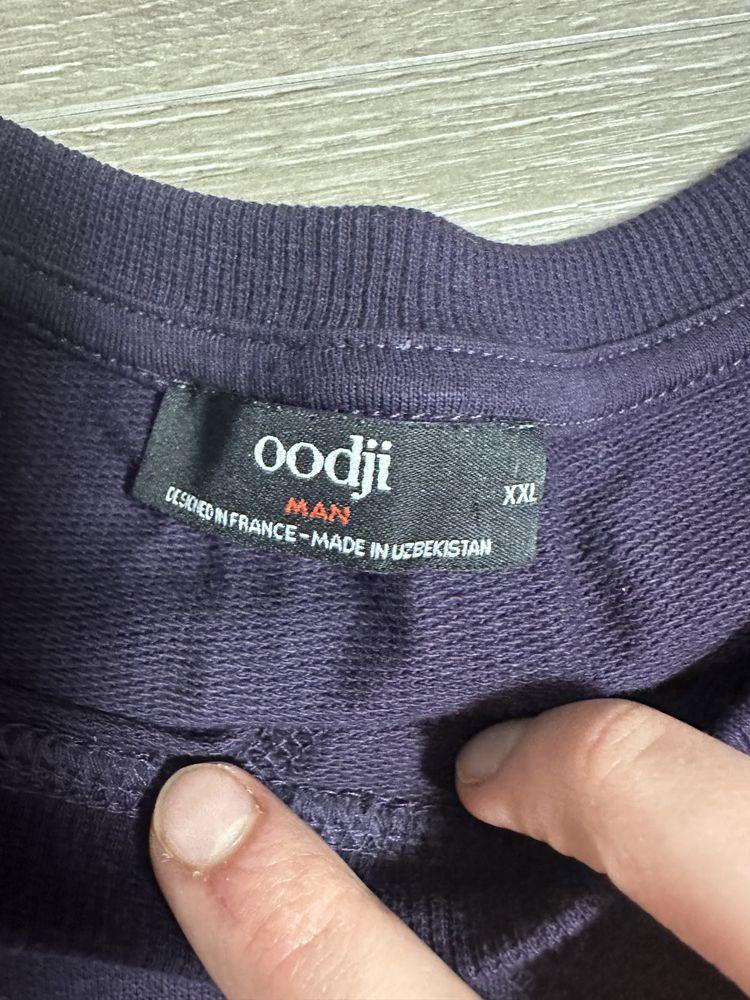 oodji
MAN
XXL
DESIGNED IN FRANCE - MADE IN UZBEKISTAN